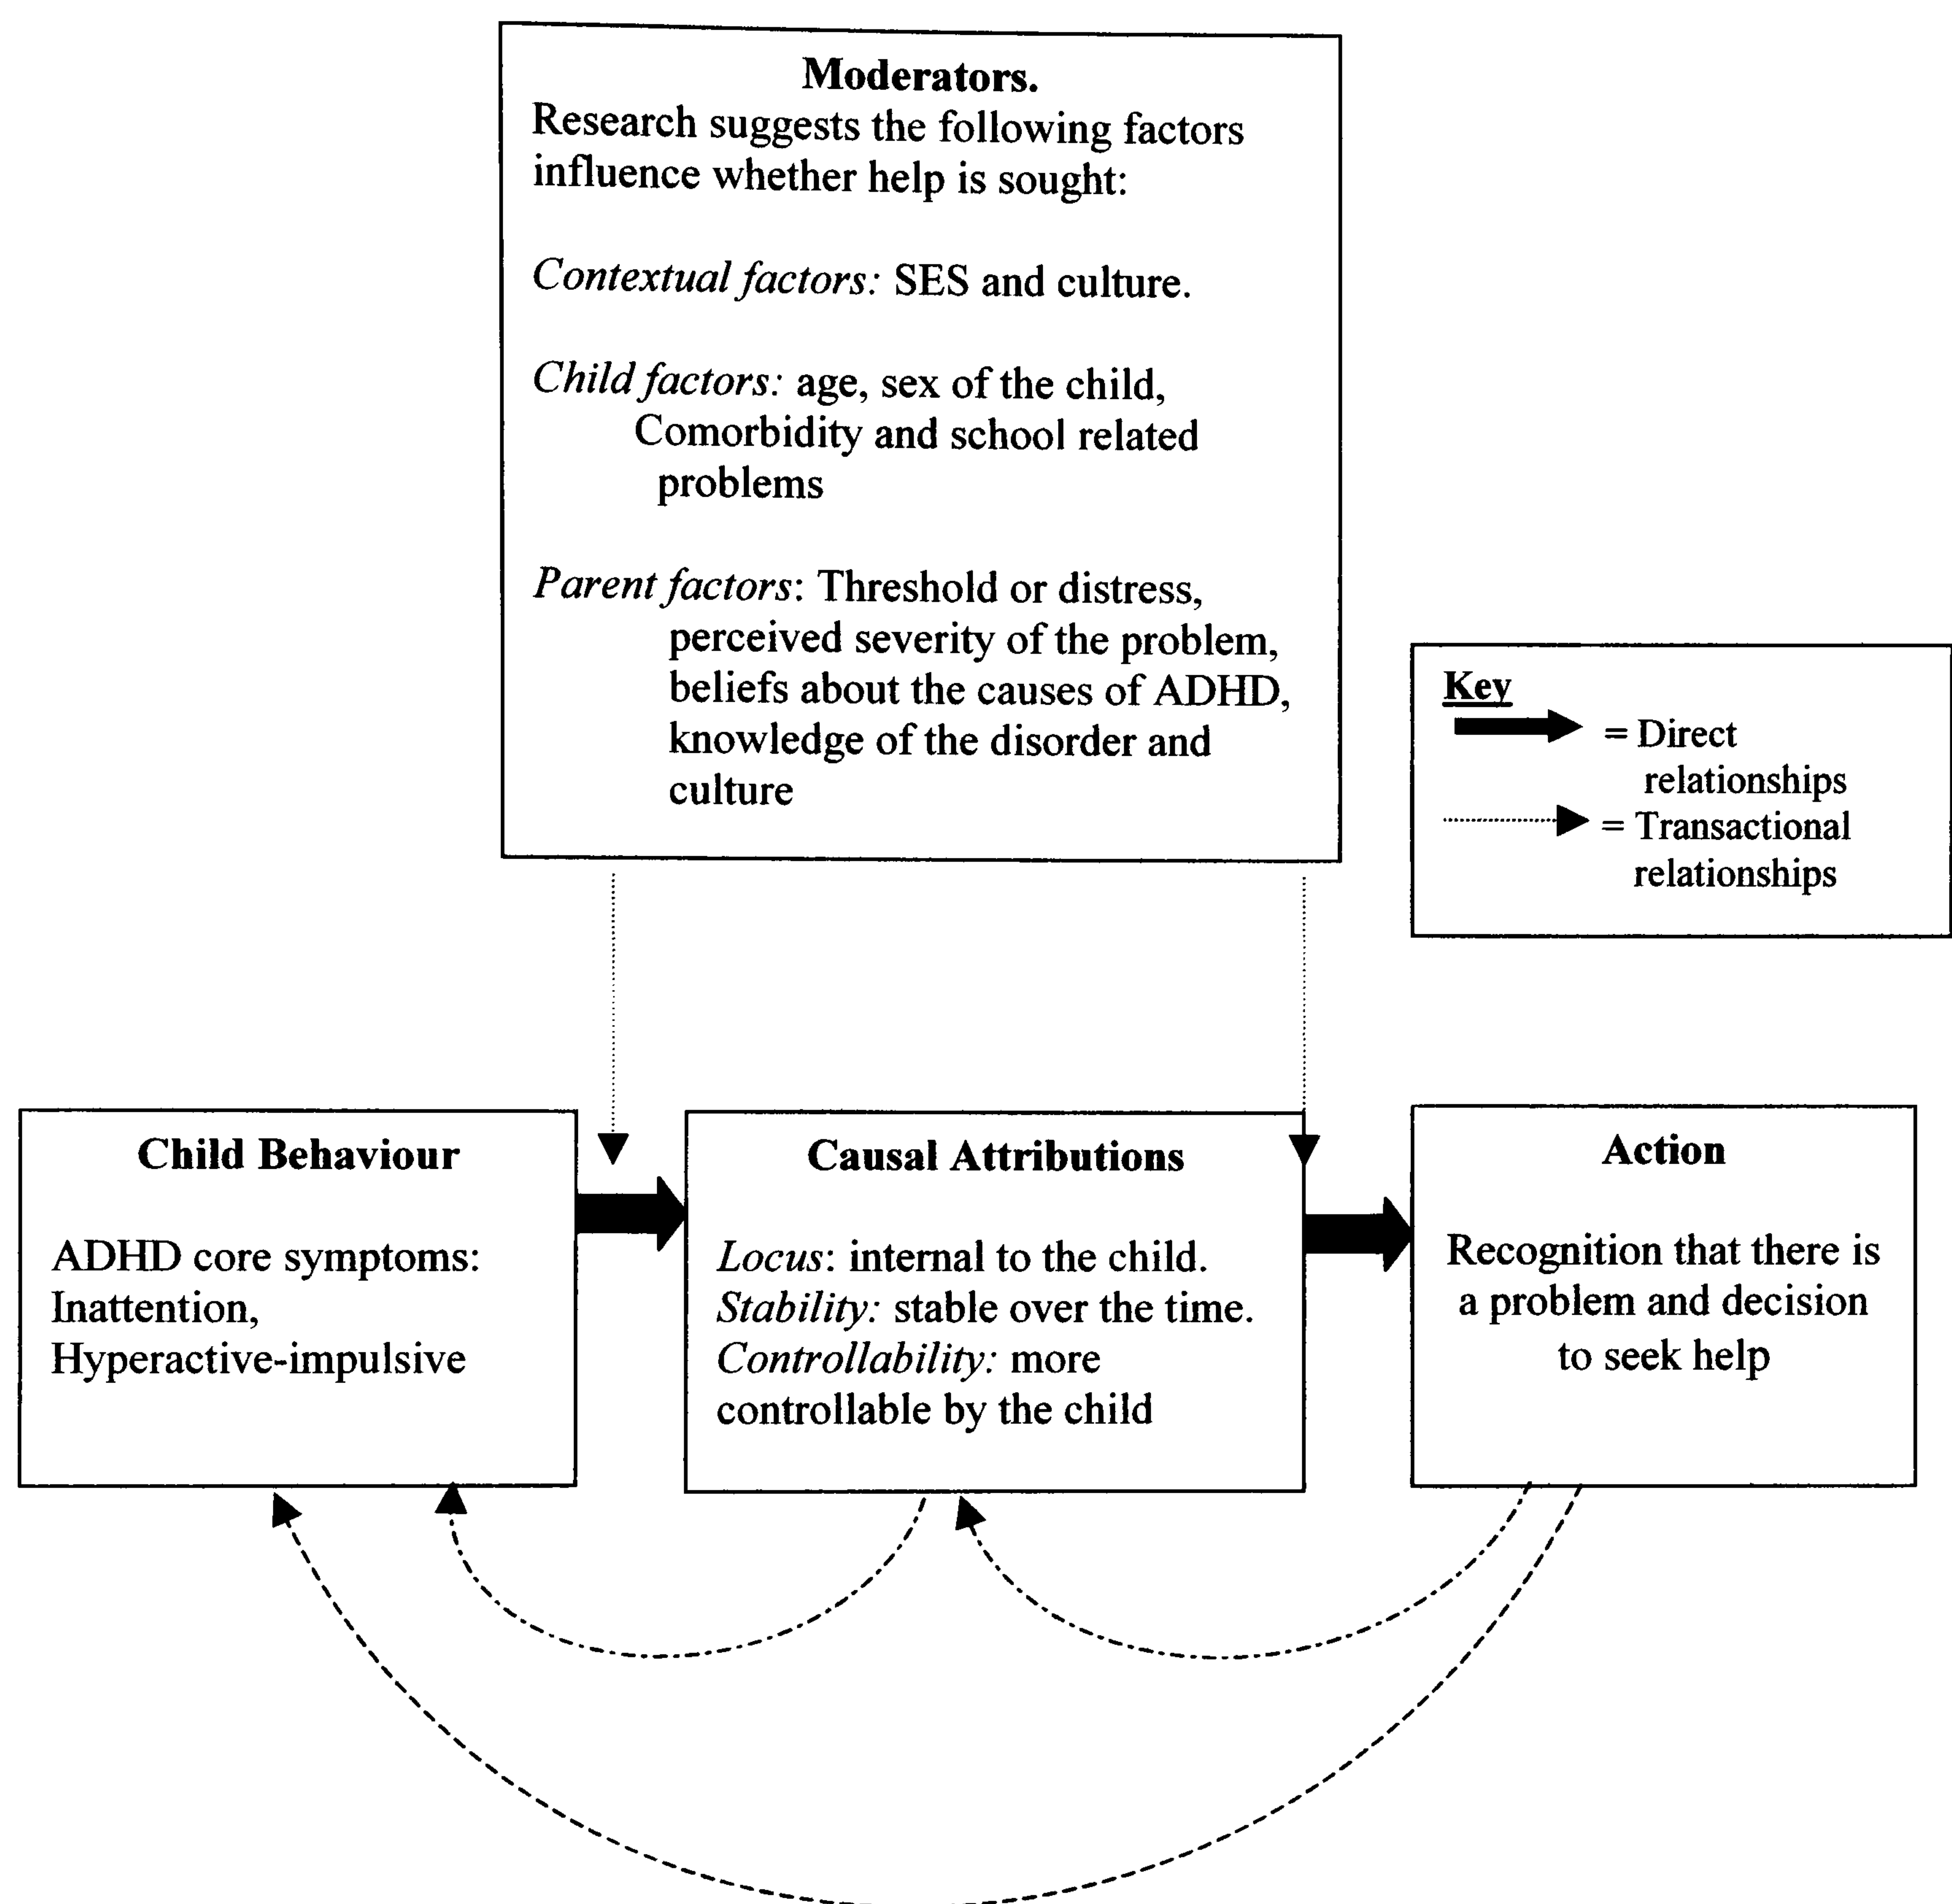 Moderators.
Research suggests the following factors
influence whether help is sought:
Contextual factors: SES and culture.
Child factors: age, sex of the child,
Comorbidity and school related
problems
Parent factors: Threshold or distress,
perceived severity of the problem,
beliefs about the causes of ADHD,
knowledge of the disorder and
culture
Key
= Direct
relationships
= Transactional
relationships
Child Behaviour
ADHD core symptoms:
Inattention,
Hyperactive-impulsive
Causal Attributions
Locus: internal to the child.
Stability: stable over the time.
Controllability: more
controllable by the child
Action
Recognition that there is
a problem and decision
to seek help